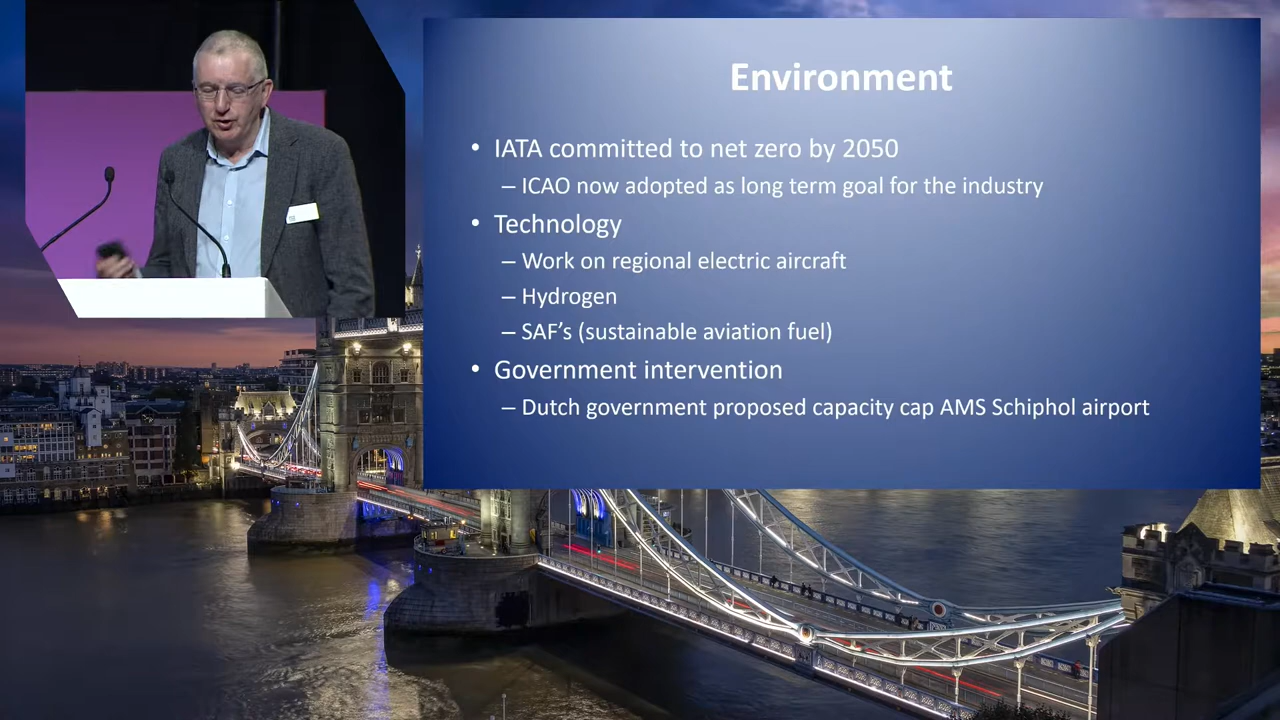 Environment
• IATA committed to net zero by 2050
– ICAO now adopted as long term goal for the industry
• Technology
– Work on regional electric aircraft
– Hydrogen
– SAF’s (sustainable aviation fuel)
• Government intervention
– Dutch government proposed capacity cap AMS Schiphol airport